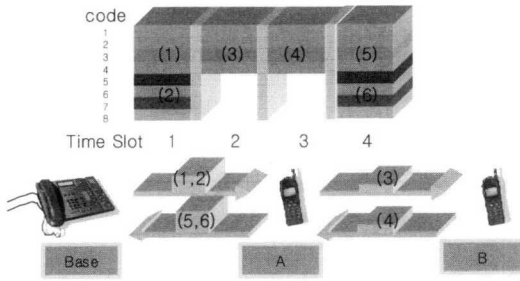 code
1
2
3
4
5
6
7
8
(1) (3) (4) (5)
(2) (6)
Time Slot 1 2 3 4
(1,2) (3)
(5,6) (4)
Base A B